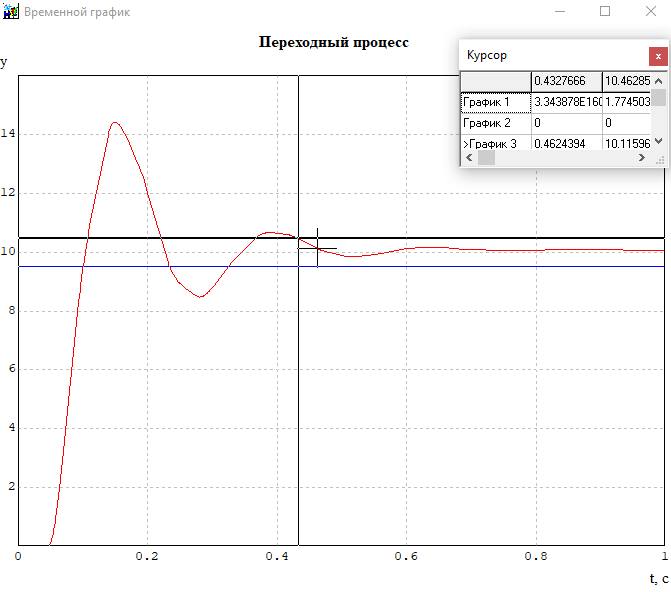 Временной график
Переходный процесс
y
Курсор
0.4327666 10.46285
График 1 3.343878E160 1.774503
График 2 0 0
>График 3 0.4624394 10.11596
14
12
10
8
6
4
2
0 0.2 0.4 0.6 0.8 1
t, c